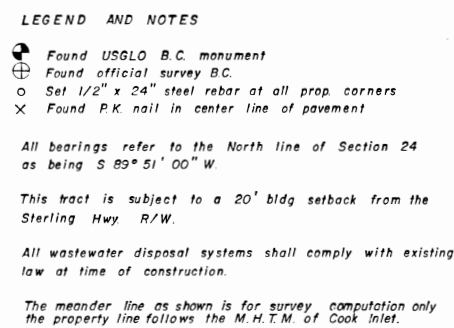 LEGEND AND NOTES
Found USGLO B.C. monument
Found official survey B.C.
Set 1/2" x 24" steel rebar at all prop. corners
Found P.K. nail in center line of pavement
All bearings refer to the North line of Section 24
as being S 89° 51' 00" W.
This tract is subject to a 20' bldg setback from the
Sterling Hwy. R/W.
All wastewater disposal systems shall comply with existing
law at time of construction.
The meander line as shown is for survey computation only
the property line follows the M.H.T.M. of Cook Inlet.